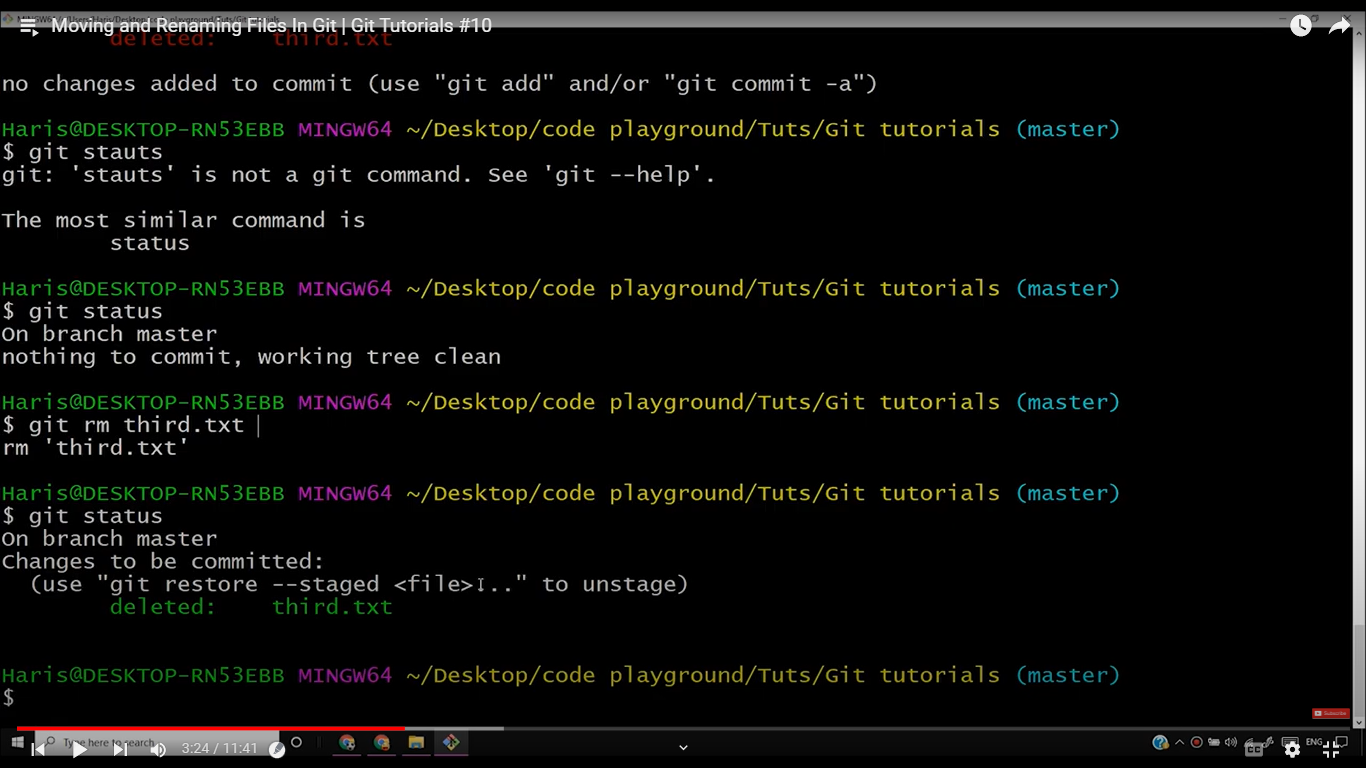 Moving and Renaming Files In Git | Git Tutorials #10
deleted:    third.txt
no changes added to commit (use "git add" and/or "git commit -a")
Haris@DESKTOP-RN53EBB MINGW64 ~/Desktop/code playground/Tuts/Git tutorials (master)
$ git stauts
git: 'stauts' is not a git command. See 'git --help'.
The most similar command is
status
Haris@DESKTOP-RN53EBB MINGW64 ~/Desktop/code playground/Tuts/Git tutorials (master)
$ git status
On branch master
nothing to commit, working tree clean
Haris@DESKTOP-RN53EBB MINGW64 ~/Desktop/code playground/Tuts/Git tutorials (master)
$ git rm third.txt
rm 'third.txt'
Haris@DESKTOP-RN53EBB MINGW64 ~/Desktop/code playground/Tuts/Git tutorials (master)
$ git status
On branch master
Changes to be committed:
(use "git restore --staged <file>..." to unstage)
deleted:    third.txt
Haris@DESKTOP-RN53EBB MINGW64 ~/Desktop/code playground/Tuts/Git tutorials (master)
$
Subscribe
Type here to search
3:24 / 11:41
ENG
CC